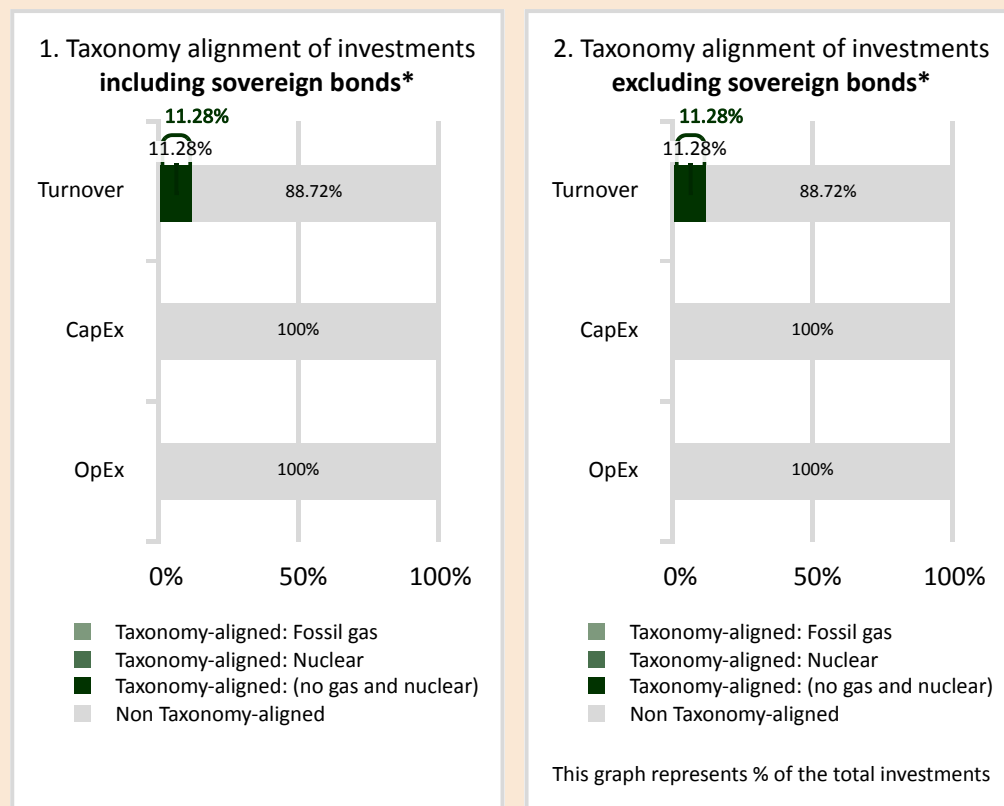 1. Taxonomy alignment of investments
including sovereign bonds*
11.28%
11.28%
Turnover
88.72%
CapEx
100%
OpEx
100%
0% 50% 100%
Taxonomy-aligned: Fossil gas
Taxonomy-aligned: Nuclear
Taxonomy-aligned: (no gas and nuclear)
Non Taxonomy-aligned
2. Taxonomy alignment of investments
excluding sovereign bonds*
11.28%
11.28%
Turnover
88.72%
CapEx
100%
OpEx
100%
0% 50% 100%
Taxonomy-aligned: Fossil gas
Taxonomy-aligned: Nuclear
Taxonomy-aligned: (no gas and nuclear)
Non Taxonomy-aligned
This graph represents % of the total investments